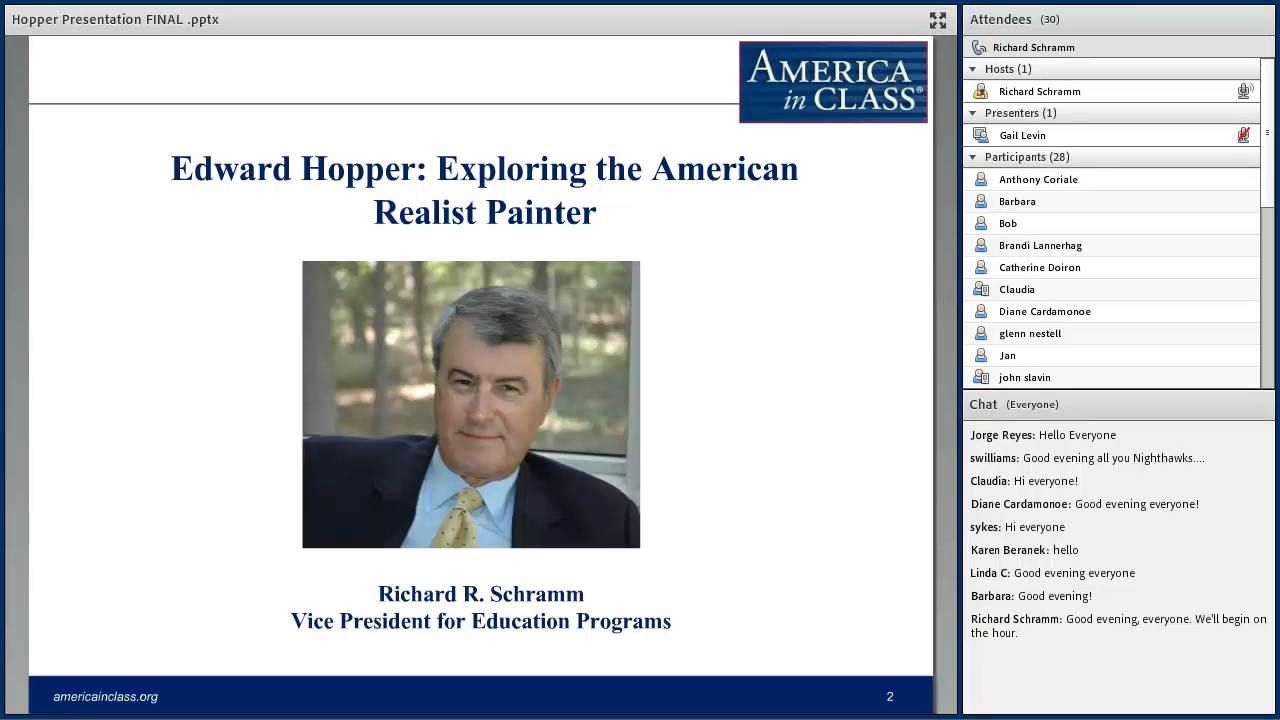 Hopper Presentation FINAL .pptx
AMERICA
in CLASS®
Edward Hopper: Exploring the American
Realist Painter
Richard R. Schramm
Vice President for Education Programs
americainclass.org
2
Attendees (30)
Richard Schramm
Hosts (1)
Richard Schramm
Presenters (1)
Gail Levin
Participants (28)
Anthony Coriale
Barbara
Bob
Brandi Lannerhag
Catherine Doiron
Claudia
Diane Cardamonoe
glenn nestell
Jan
john slavin
Chat (Everyone)
Jorge Reyes: Hello Everyone
swilliams: Good evening all you Nighthawks....
Claudia: Hi everyone!
Diane Cardamonoe: Good evening everyone!
sykes: Hi everyone
Karen Beranek: hello
Linda C: Good evening everyone
Barbara: Good evening!
Richard Schramm: Good evening, everyone. We'll begin on
the hour.